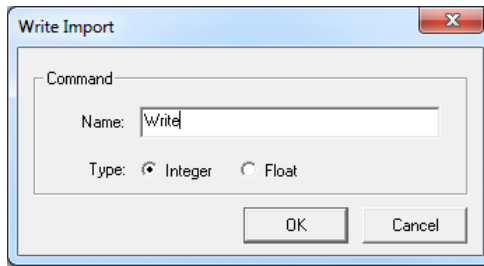 Write Import
Command
Name: Write
Type: Integer Float
OK Cancel